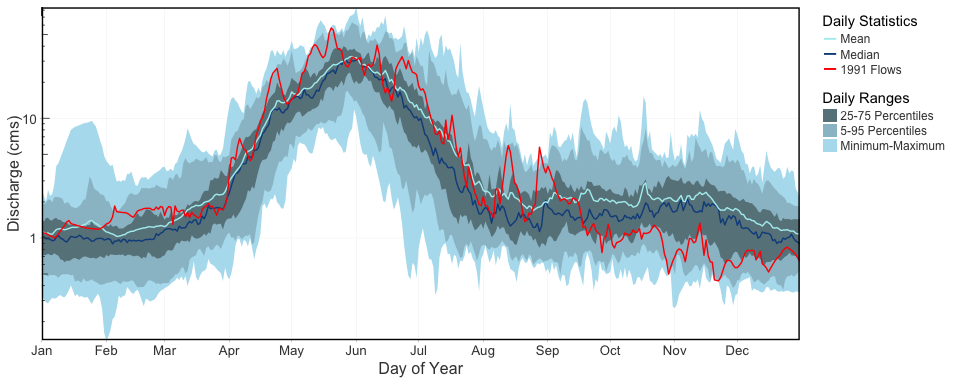 Daily Statistics
Mean
Median
1991 Flows
Daily Ranges
25-75 Percentiles
5-95 Percentiles
Minimum-Maximum
Discharge (cms)
10
1
Jan Feb Mar Apr May Jun Jul Aug Sep Oct Nov Dec
Day of Year